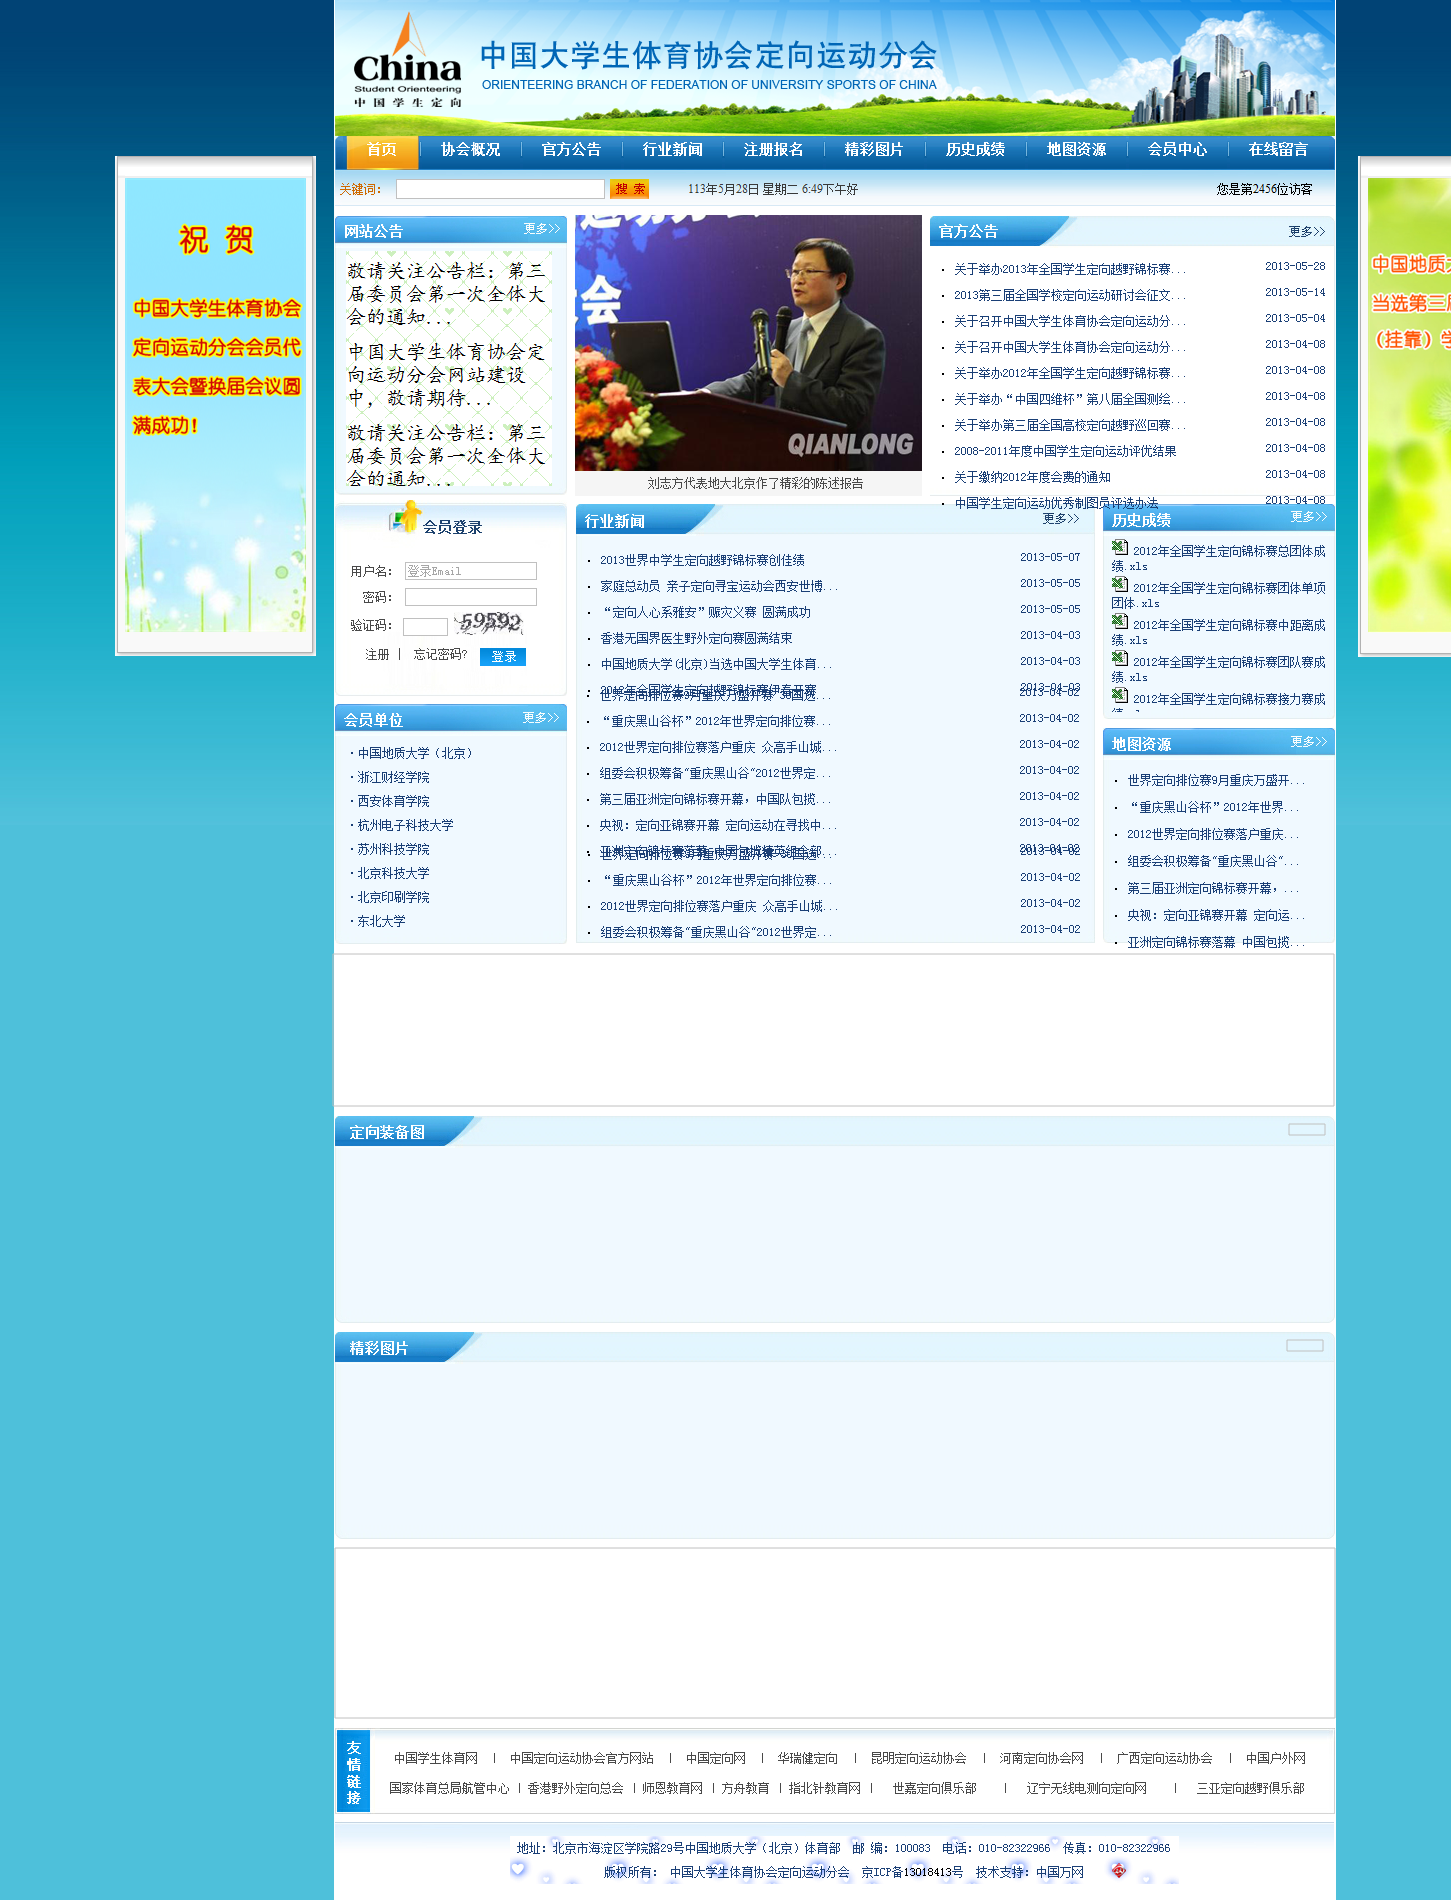 China
Student Orienteering
中国学生定向
中国大学生体育协会定向运动分会
ORIENTEERING BRANCH OF FEDERATION OF UNIVERSITY SPORTS OF CHINA
首页 协会概况 官方公告 行业新闻 注册报名 精彩图片 历史成绩 地图资源 会员中心 在线留言
关键词： 搜 索 113年5月28日 星期二 6:49下午好 您是第2456位访客
祝 贺
中国大学生体育协会
定向运动分会会员代
表大会暨换届会议圆
满成功！
中国地质
当选第三
（挂靠）学
网站公告 更多>>
敬请关注公告栏：第三
届委员会第一次全体大
会的通知...
中国大学生体育协会定
向运动分会网站建设
中，敬请期待...
敬请关注公告栏：第三
届委员会第一次全体大
会的通知...
QIANLONG
刘志方代表地大北京作了精彩的陈述报告
官方公告 更多>>
关于举办2013年全国学生定向越野锦标赛... 2013-05-28
2013第三届全国学校定向运动研讨会征文... 2013-05-14
关于召开中国大学生体育协会定向运动分... 2013-05-04
关于召开中国大学生体育协会定向运动分... 2013-04-08
关于举办2012年全国学生定向越野锦标赛... 2013-04-08
关于举办“中国四维杯”第八届全国测绘... 2013-04-08
关于举办第三届全国高校定向越野巡回赛... 2013-04-08
2008-2011年度中国学生定向运动评优结果 2013-04-08
关于缴纳2012年度会费的通知 2013-04-08
中国学生定向运动优秀制图员评选办法 2013-04-08
会员登录
用户名： 登录Email
密码：
验证码： 59592
注册 | 忘记密码? 登录
会员单位 更多>>
·中国地质大学（北京）
·浙江财经学院
·西安体育学院
·杭州电子科技大学
·苏州科技学院
·北京科技大学
·北京印刷学院
·东北大学
行业新闻 更多>>
2013世界中学生定向越野锦标赛创佳绩 2013-05-07
家庭总动员 亲子定向寻宝运动会西安世博... 2013-05-05
“定向人心系雅安”赈灾义赛 圆满成功 2013-05-05
香港无国界医生野外定向赛圆满结束 2013-04-03
中国地质大学(北京)当选中国大学生体育... 2013-04-03
2012年全国学生定向越野锦标赛伊春开赛 2013-04-03
世界定向排位赛9月重庆万盛开赛 30国选... 2013-04-02
“重庆黑山谷杯”2012年世界定向排位赛... 2013-04-02
2012世界定向排位赛落户重庆 众高手山城... 2013-04-02
组委会积极筹备“重庆黑山谷”2012世界定... 2013-04-02
第三届亚洲定向锦标赛开幕，中国队包揽... 2013-04-02
央视：定向亚锦赛开幕 定向运动在寻找中... 2013-04-02
亚洲定向锦标赛落幕 中国包揽精英组全部... 2013-04-02
世界定向排位赛9月重庆万盛开赛 30国选... 2013-04-02
“重庆黑山谷杯”2012年世界定向排位赛... 2013-04-02
2012世界定向排位赛落户重庆 众高手山城... 2013-04-02
组委会积极筹备“重庆黑山谷”2012世界定... 2013-04-02
历史成绩 更多>>
2012年全国学生定向锦标赛总团体成
绩.xls
2012年全国学生定向锦标赛团体单项
团体.xls
2012年全国学生定向锦标赛中距离成
绩.xls
2012年全国学生定向锦标赛团队赛成
绩.xls
2012年全国学生定向锦标赛接力赛成
地图资源 更多>>
世界定向排位赛9月重庆万盛开...
“重庆黑山谷杯”2012年世界...
2012世界定向排位赛落户重庆...
组委会积极筹备“重庆黑山谷”...
第三届亚洲定向锦标赛开幕，...
央视：定向亚锦赛开幕 定向运...
亚洲定向锦标赛落幕 中国包揽...
定向装备图
精彩图片
友情链接
中国学生体育网 | 中国定向运动协会官方网站 | 中国定向网 | 华瑞健定向 | 昆明定向运动协会 | 河南定向协会网 | 广西定向运动协会 | 中国户外网
国家体育总局航管中心 | 香港野外定向总会 | 师恩教育网 | 方舟教育 | 指北针教育网 | 世嘉定向俱乐部 | 辽宁无线电测向定向网 | 三亚定向越野俱乐部
地址：北京市海淀区学院路29号中国地质大学（北京）体育部 邮 编：100083 电话：010-82322966 传真：010-82322966
版权所有： 中国大学生体育协会定向运动分会 京ICP备13018413号 技术支持：中国万网